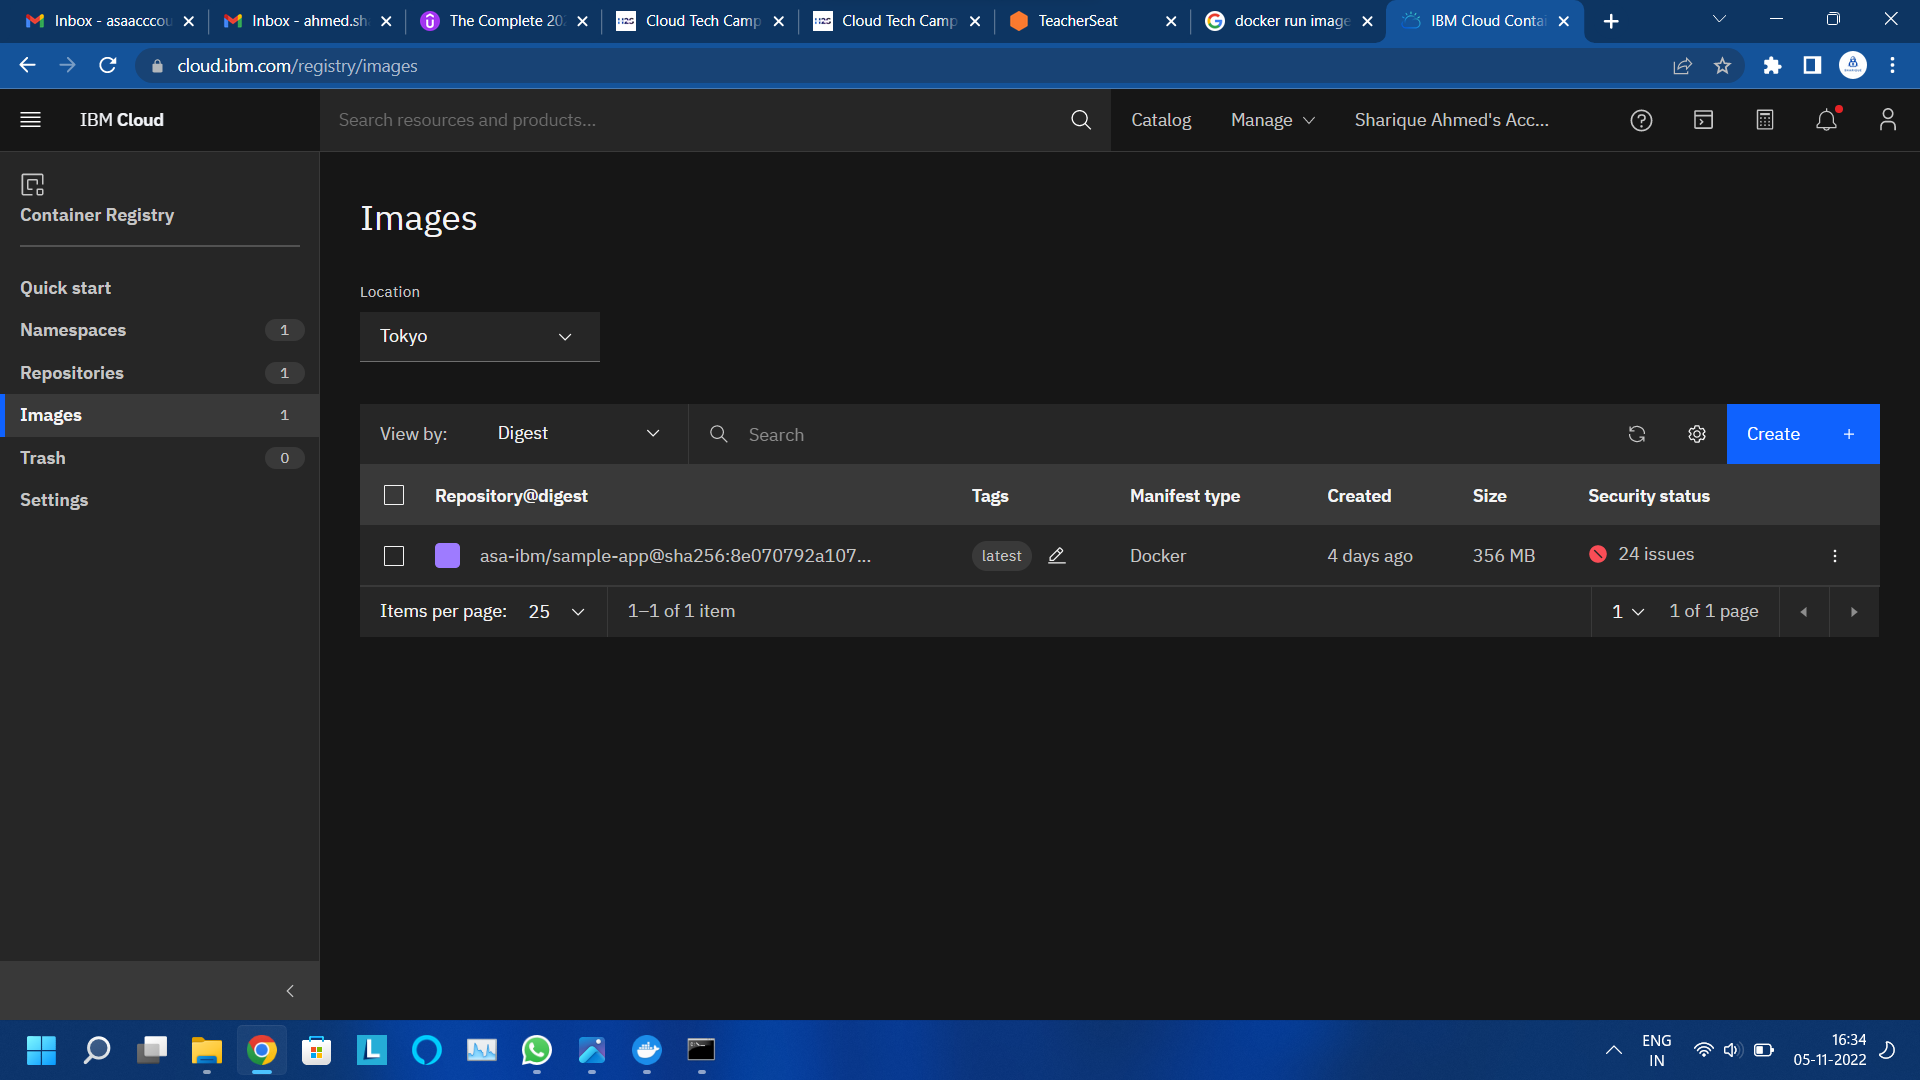 Inbox - asaacccou
Inbox - ahmed.sha
The Complete 202
Cloud Tech Camp
Cloud Tech Camp
TeacherSeat
docker run image
IBM Cloud Contai
cloud.ibm.com/registry/images
IBM Cloud
Search resources and products...
Catalog
Manage
Sharique Ahmed's Acc...
Container Registry
Quick start
Namespaces 1
Repositories 1
Images 1
Trash 0
Settings
Images
Location
Tokyo
View by: Digest
Search
Create +
Repository@digest Tags Manifest type Created Size Security status
asa-ibm/sample-app@sha256:8e070792a107... latest Docker 4 days ago 356 MB 24 issues
Items per page: 25 1–1 of 1 item 1 1 of 1 page
ENG
IN
16:34
05-11-2022